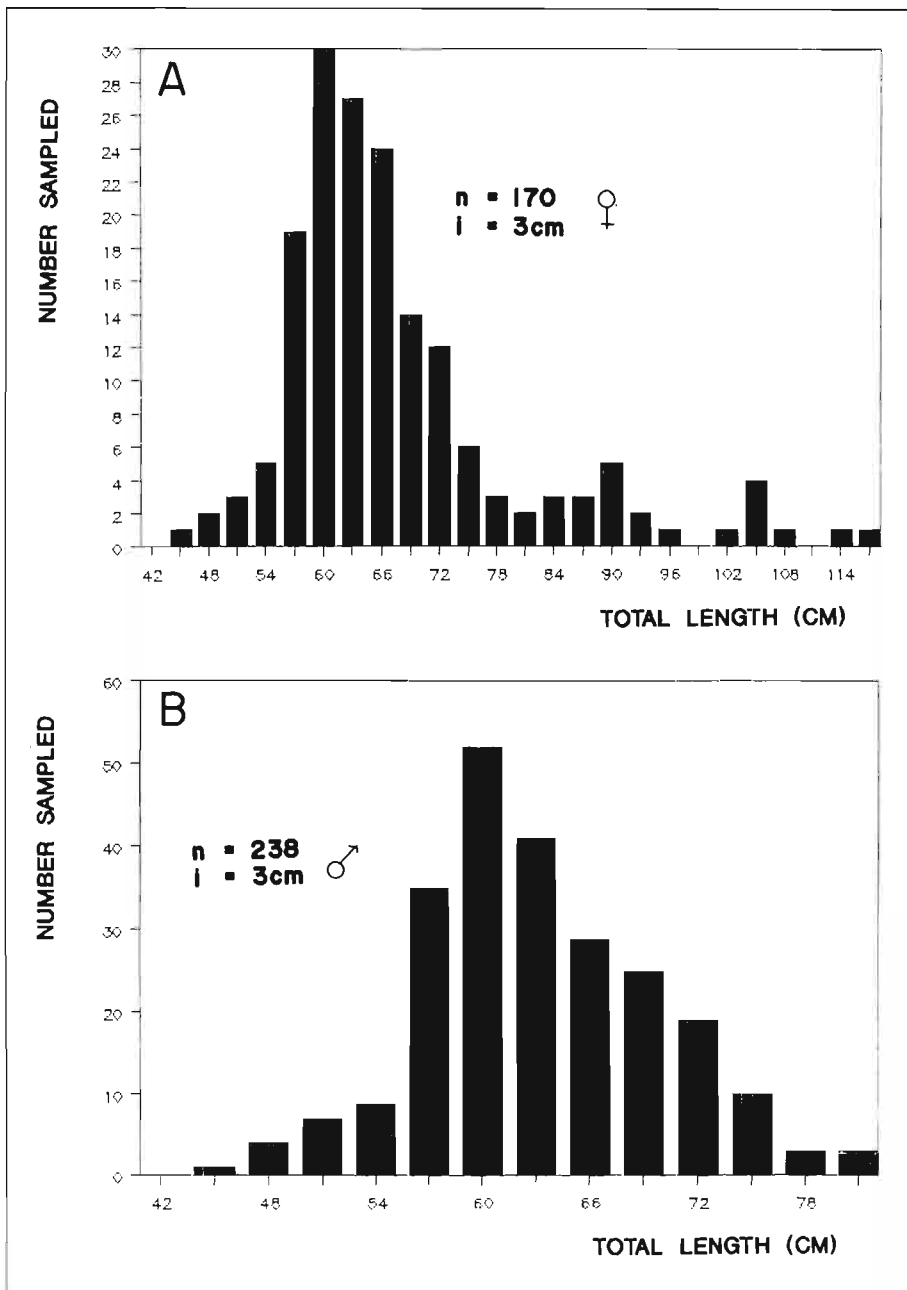 A
NUMBER SAMPLED
30
28
26
24
22
20
18
16
14
12
10
8
6
4
2
0
n = 170 ♀
i = 3cm
42 48 54 60 66 72 78 84 90 96 102 108 114
TOTAL LENGTH (CM)
B
NUMBER SAMPLED
60
50
40
30
20
10
0
n = 238 ♂
i = 3cm
42 48 54 60 66 72 78
TOTAL LENGTH (CM)